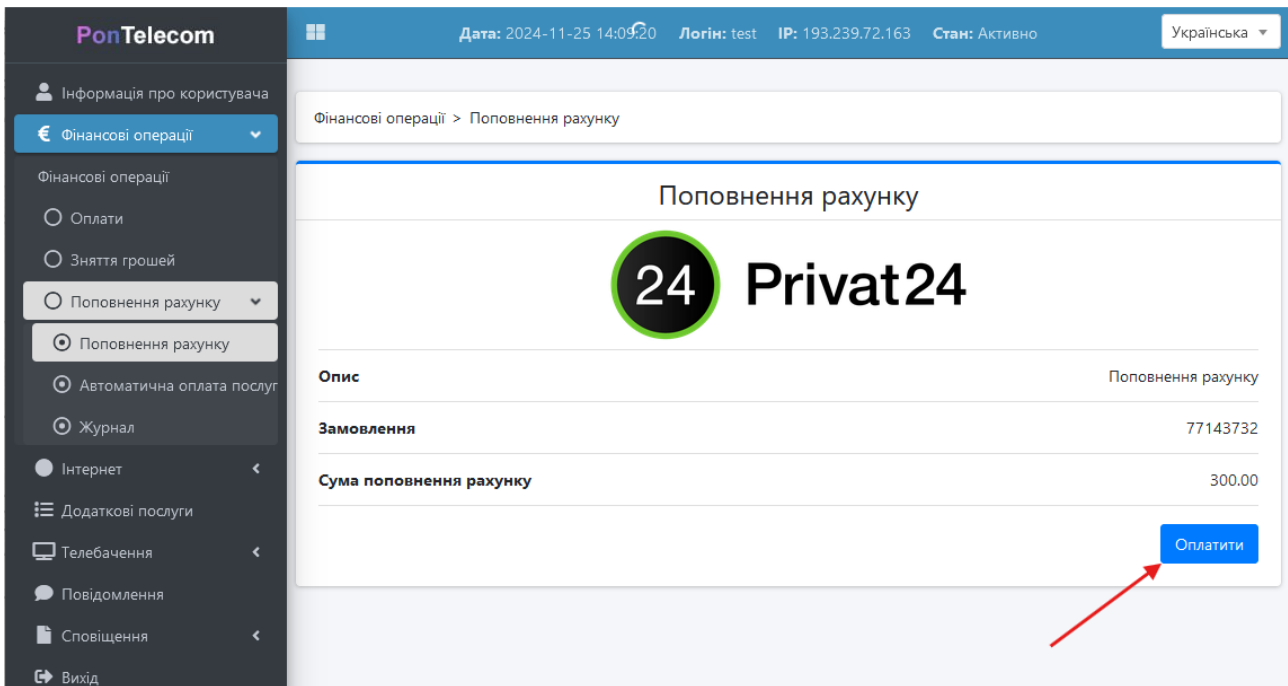 PonTelecom
Дата: 2024-11-25 14:09:20 Логін: test IP: 193.239.72.163 Стан: Активно
Українська
Інформація про користувача
Фінансові операції
Фінансові операції
Оплати
Зняття грошей
Поповнення рахунку
Поповнення рахунку
Автоматична оплата послуг
Журнал
Інтернет
Додаткові послуги
Телебачення
Повідомлення
Сповіщення
Вихід
Фінансові операції > Поповнення рахунку
Поповнення рахунку
24 Privat24
Опис Поповнення рахунку
Замовлення 77143732
Сума поповнення рахунку 300.00
Оплатити